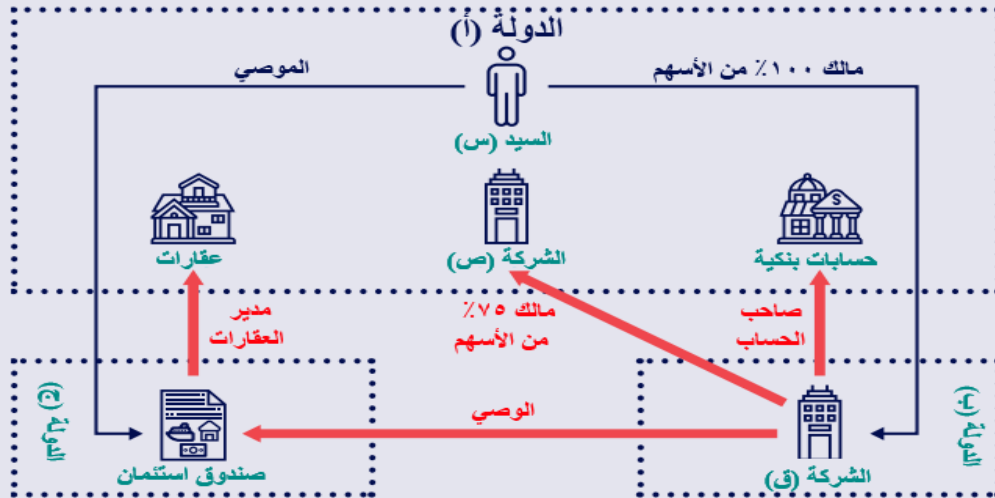 الدولة (أ)
مالك ١٠٠٪ من الأسهم
الموصي
السيد (س)
حسابات بنكية
الشركة (ص)
عقارات
صاحب
الحساب
مالك ٧٥٪
من الأسهم
مدير
العقارات
الدولة (ب)
الشركة (ق)
الوصي
صندوق استئمان
الدولة (ج)